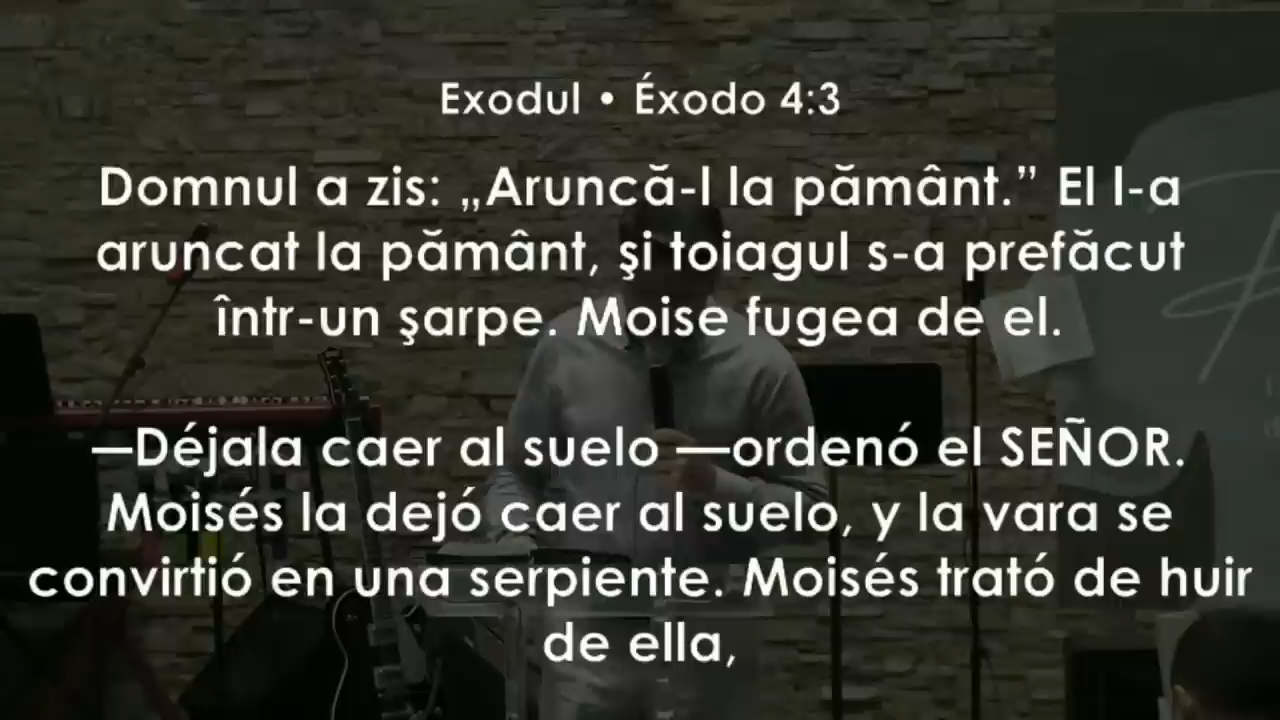 Exodul • Éxodo 4:3
Domnul a zis: „Aruncă-l la pământ.” El l-a
aruncat la pământ, şi toiagul s-a prefăcut
într-un şarpe. Moise fugea de el.
—Déjala caer al suelo —ordenó el SEÑOR.
Moisés la dejó caer al suelo, y la vara se
convirtió en una serpiente. Moisés trató de huir
de ella,